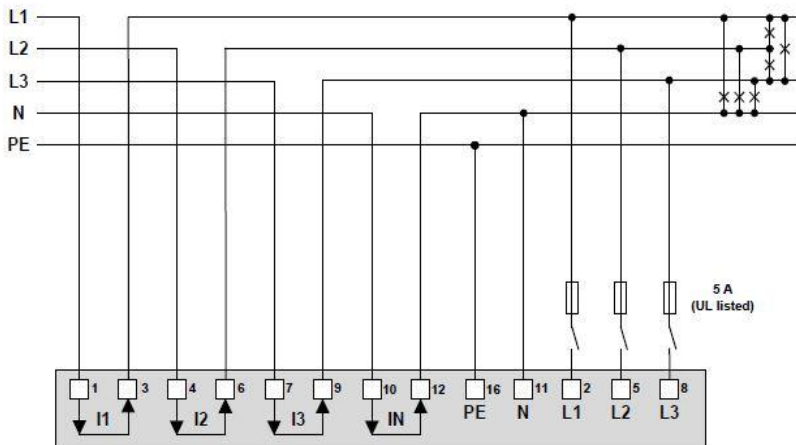 L1
L2
L3
N
PE
5 A
(UL listed)
1 3 4 6 7 9 10 12 16 11 2 5 8
I1 I2 I3 IN PE N L1 L2 L3